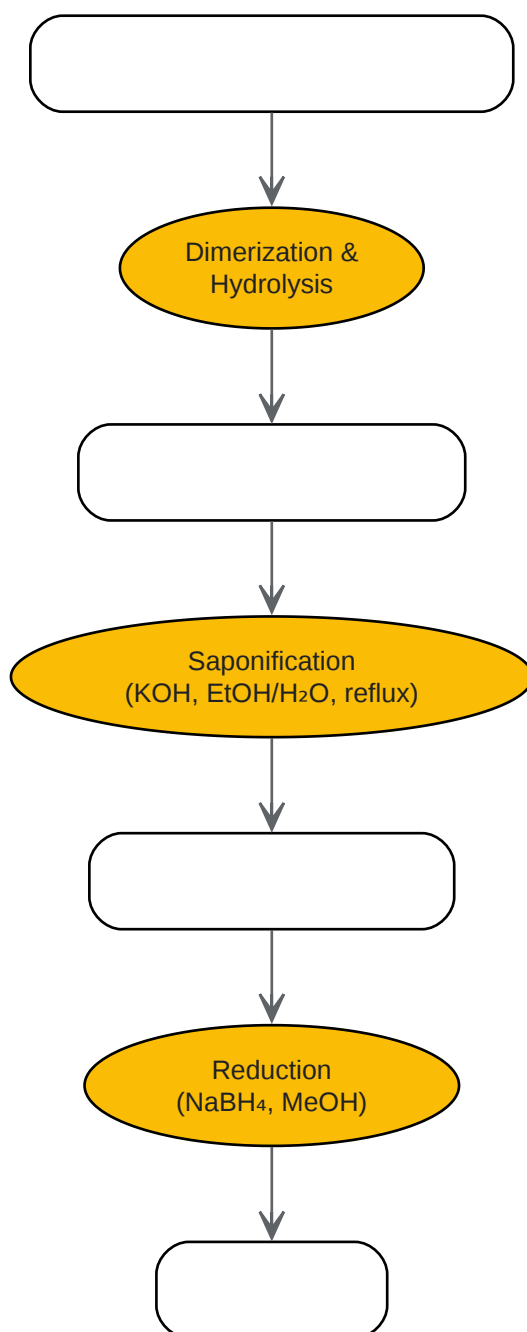 Dimerization &
Hydrolysis
Saponification
(KOH, EtOH/H₂O, reflux)
Reduction
(NaBH₄, MeOH)